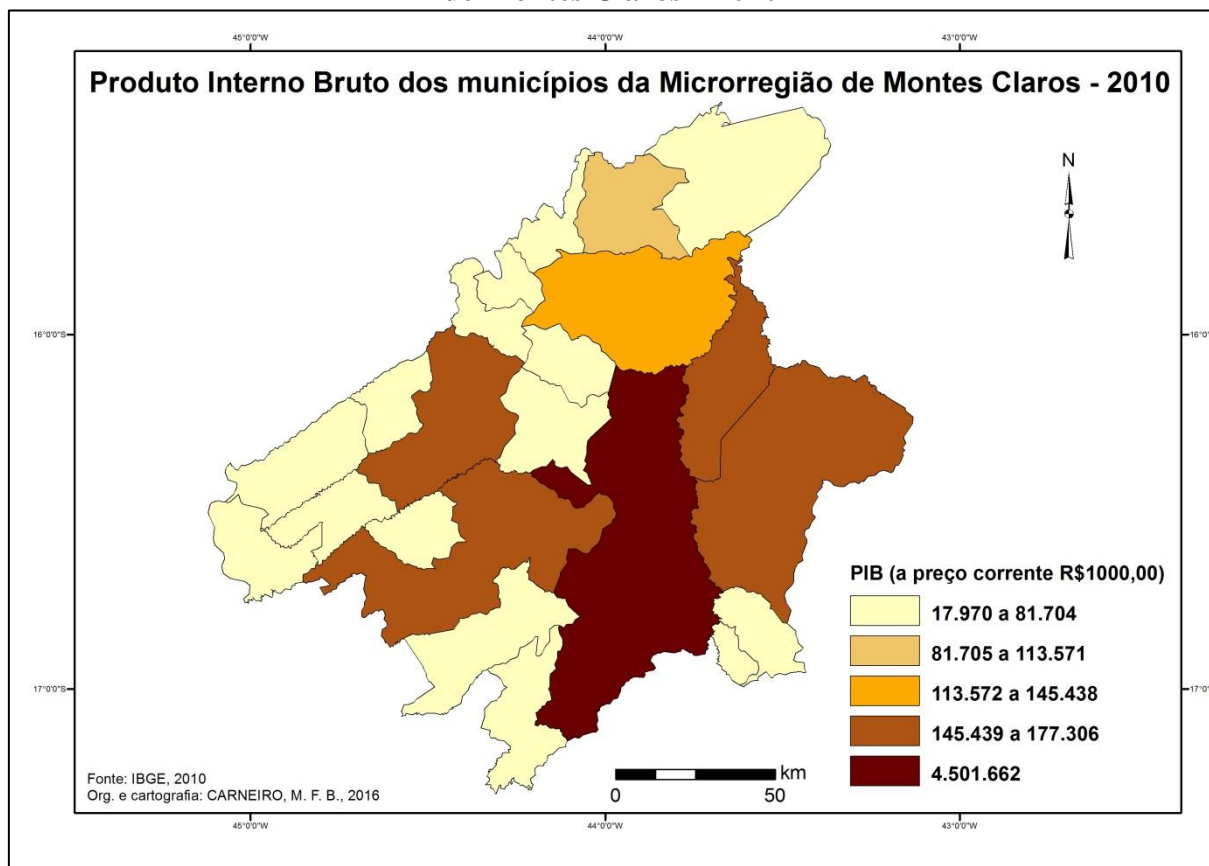 45°0'0"W 44°0'0"W 43°0'0"W
Produto Interno Bruto dos municípios da Microrregião de Montes Claros - 2010
N
16°0'0"S 16°0'0"S
PIB (a preço corrente R$1000,00)
17.970 a 81.704
81.705 a 113.571
113.572 a 145.438
145.439 a 177.306
4.501.662
17°0'0"S 17°0'0"S
km
0 50
Fonte: IBGE, 2010
Org. e cartografia: CARNEIRO, M. F. B., 2016
45°0'0"W 44°0'0"W 43°0'0"W